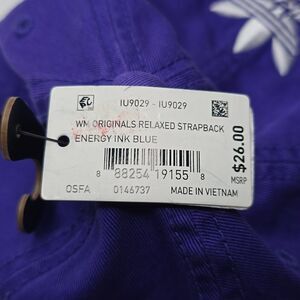 IU9029 - IU9029
WM ORIGINALS RELAXED STRAPBACK
ENERGY INK BLUE
$26.00
MSRP
8 88254 19155 8
OSFA 0146737 MADE IN VIETNAM